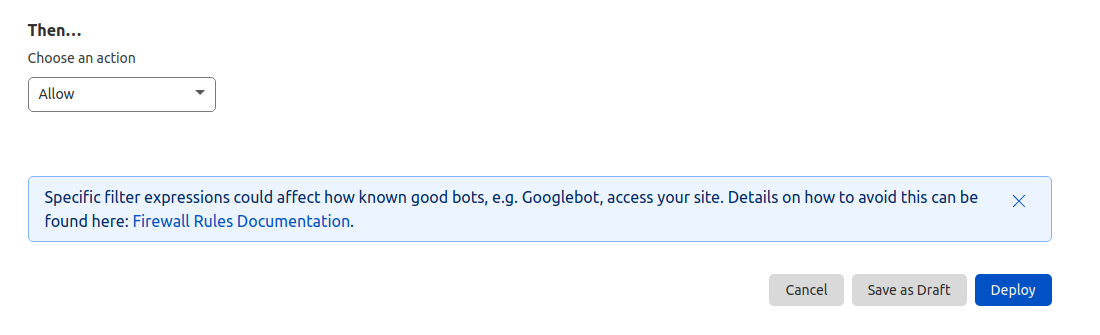 Then...
Choose an action
Allow
Specific filter expressions could affect how known good bots, e.g. Googlebot, access your site. Details on how to avoid this can be
found here: Firewall Rules Documentation.
Cancel
Save as Draft
Deploy